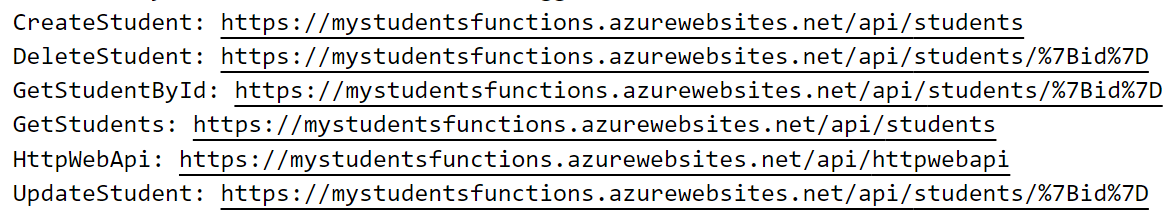 CreateStudent: https://mystudentsfunctions.azurewebsites.net/api/students
DeleteStudent: https://mystudentsfunctions.azurewebsites.net/api/students/%7Bid%7D
GetStudentById: https://mystudentsfunctions.azurewebsites.net/api/students/%7Bid%7D
GetStudents: https://mystudentsfunctions.azurewebsites.net/api/students
HttpWebApi: https://mystudentsfunctions.azurewebsites.net/api/httpwebapi
UpdateStudent: https://mystudentsfunctions.azurewebsites.net/api/students/%7Bid%7D